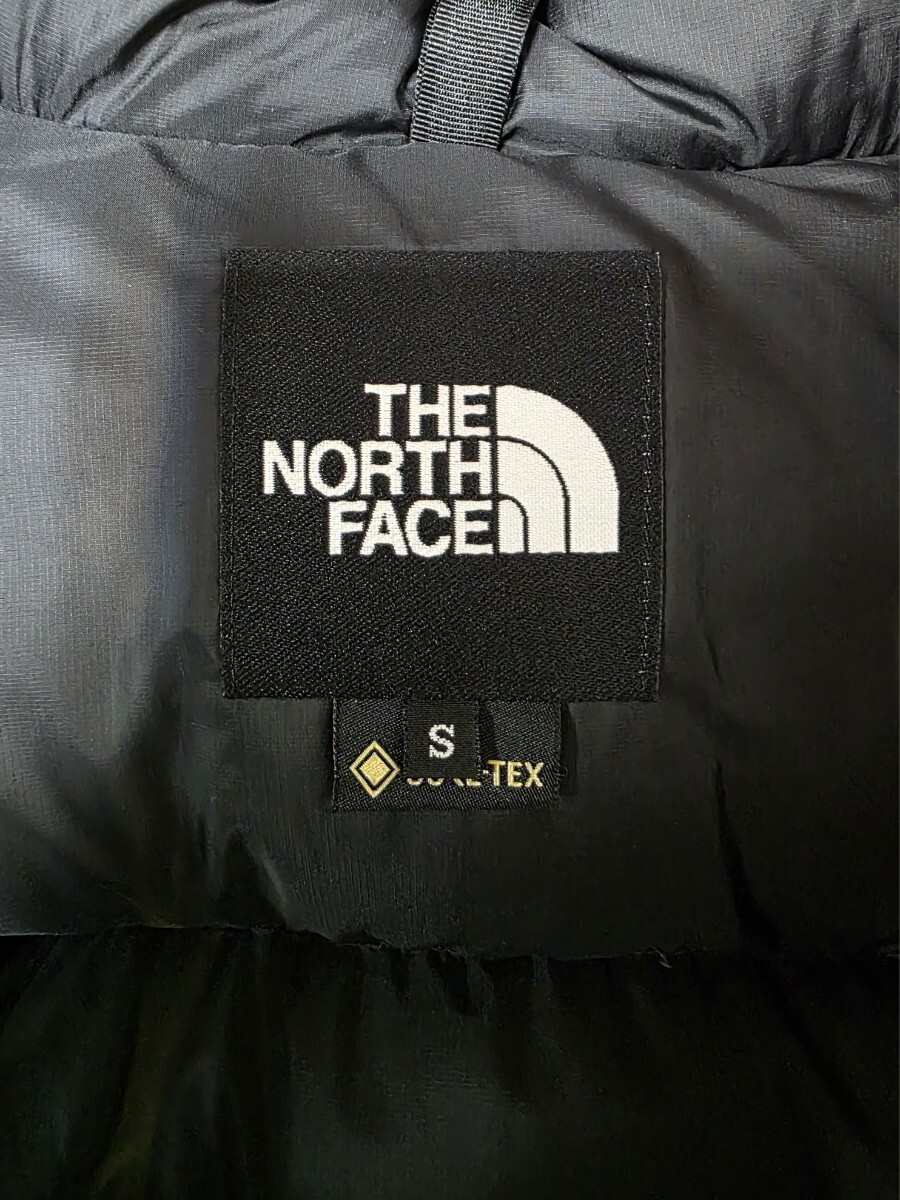 THE
NORTH
FACE
S
GORE-TEX